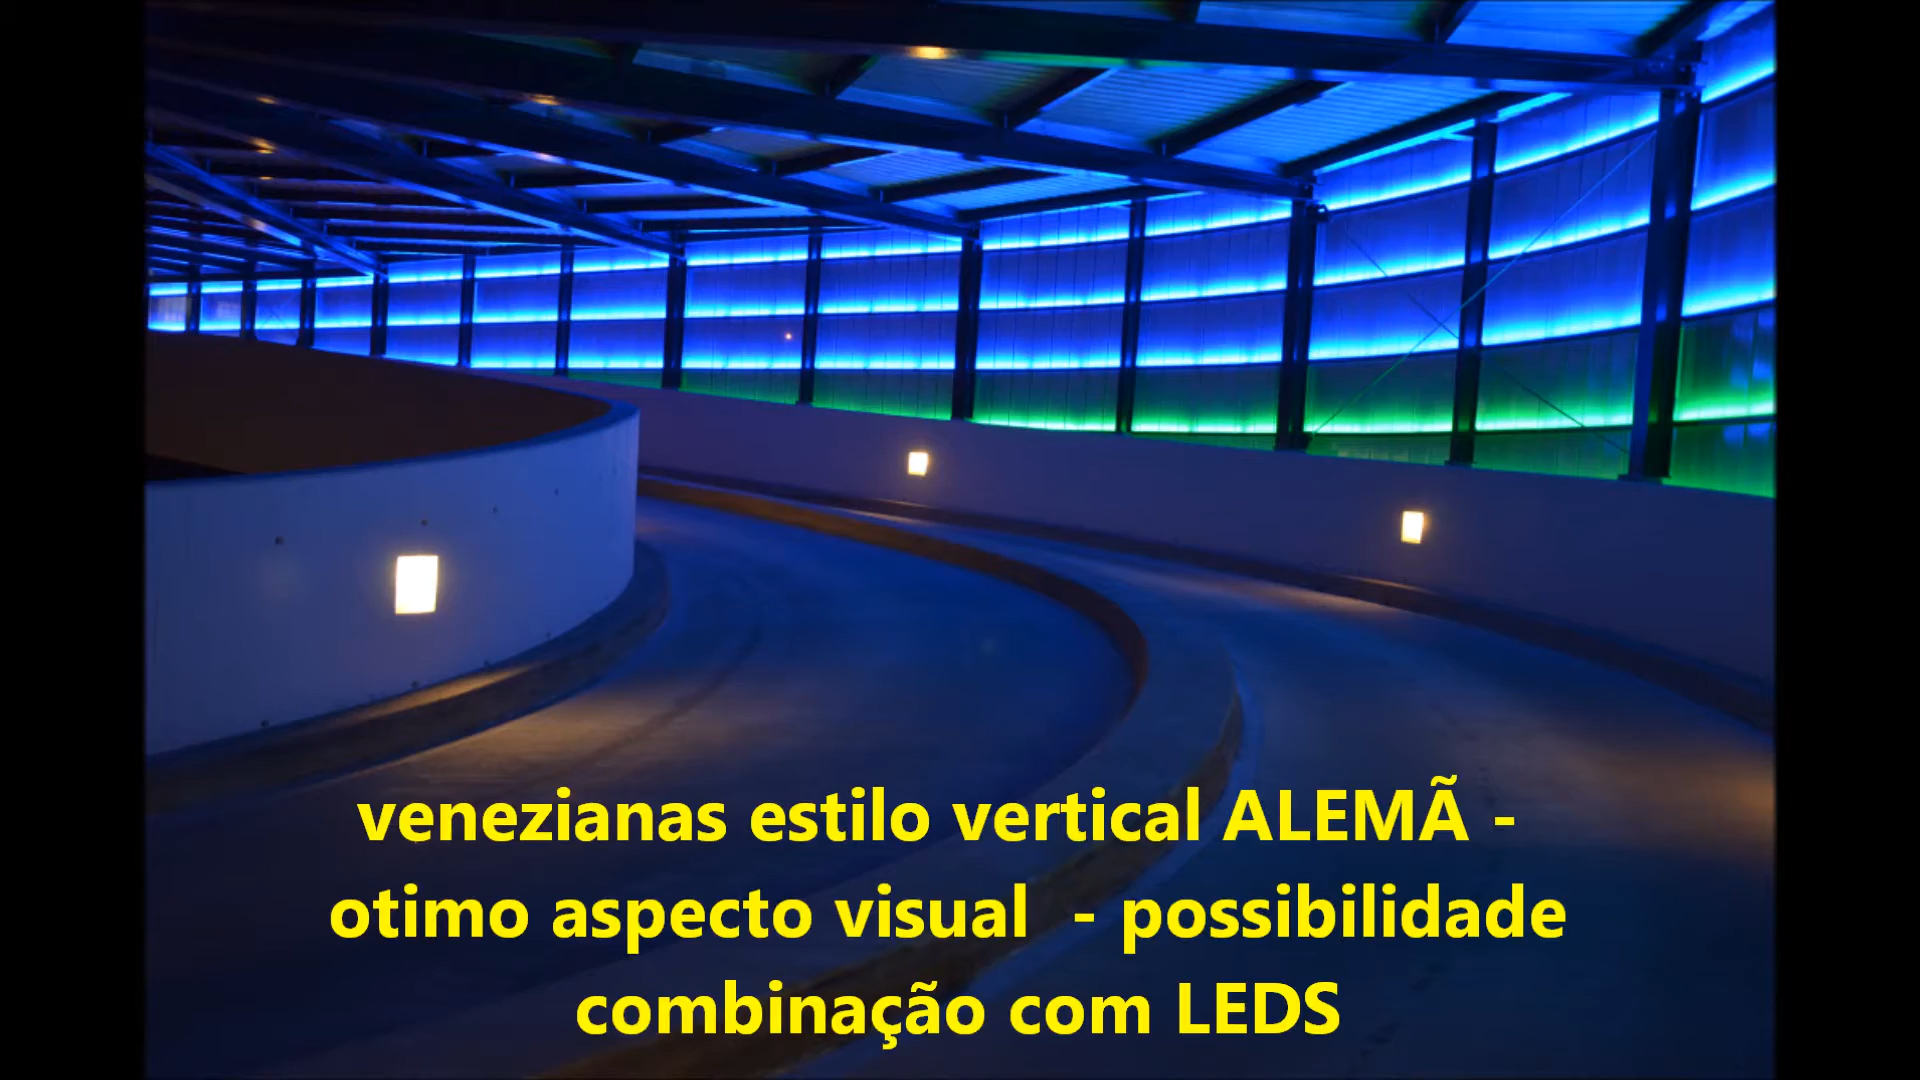 venezianas estilo vertical ALEMÃ -
otimo aspecto visual  - possibilidade
combinação com LEDS